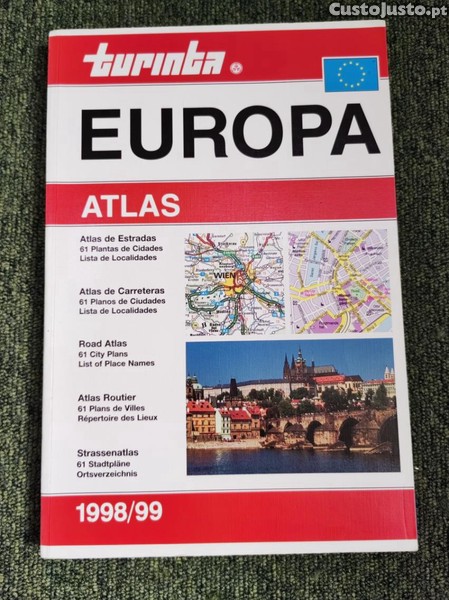 CustoJusto.pt
turinta
EUROPA
ATLAS
Atlas de Estradas
61 Plantas de Cidades
Lista de Localidades
Atlas de Carreteras
61 Planos de Ciudades
Lista de Localidades
Road Atlas
61 City Plans
List of Place Names
Atlas Routier
61 Plans de Villes
Répertoire des Lieux
Strassenatlas
61 Stadtpläne
Ortsverzeichnis
WIEN
1998/99